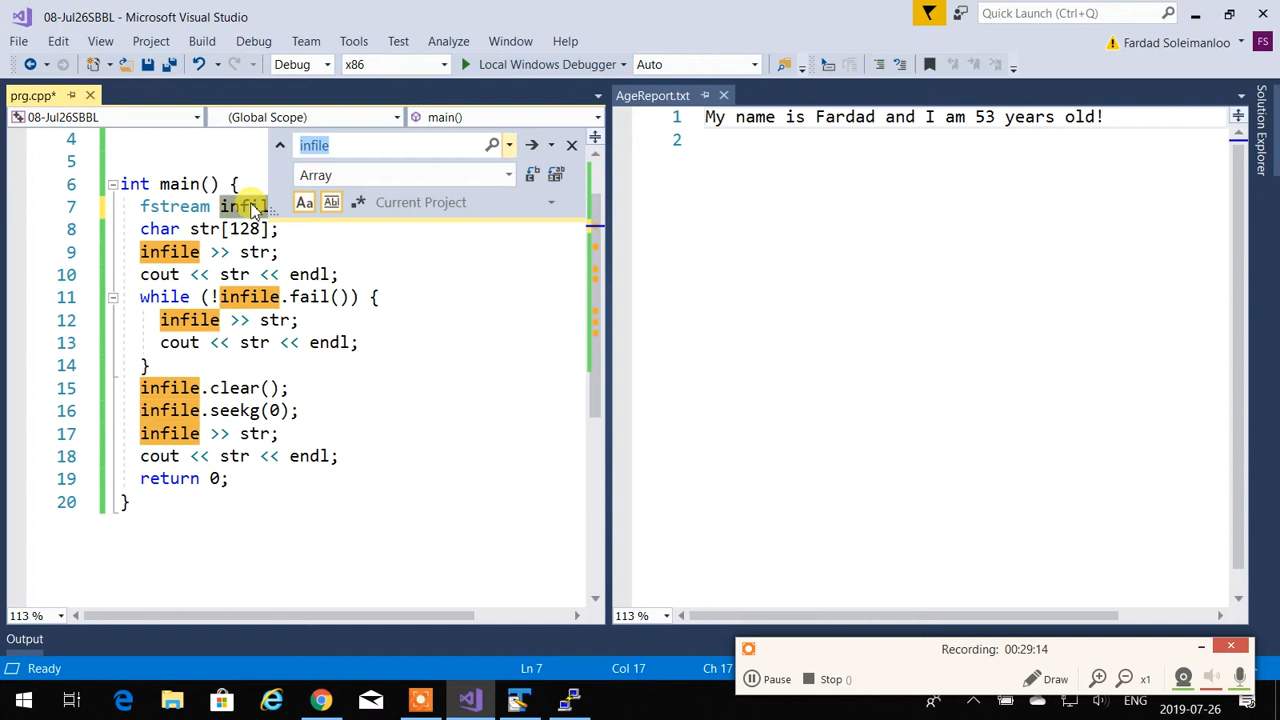 08-Jul26SBBL - Microsoft Visual Studio
Quick Launch (Ctrl+Q)
File Edit View Project Build Debug Team Tools Test Analyze Window Help
Fardad Soleimanloo FS
Debug x86 Local Windows Debugger Auto
prg.cpp*
08-Jul26SBBL (Global Scope) main()
infile
Array
Aa Abl Current Project
4
5
6 int main() {
7 fstream infil
8 char str[128];
9 infile >> str;
10 cout << str << endl;
11 while (!infile.fail()) {
12 infile >> str;
13 cout << str << endl;
14 }
15 infile.clear();
16 infile.seekg(0);
17 infile >> str;
18 cout << str << endl;
19 return 0;
20 }
113 %
AgeReport.txt
1 My name is Fardad and I am 53 years old!
2
113 %
Solution Explorer
Output
Ready Ln 7 Col 17 Ch 17
Recording: 00:29:14
Pause Stop () Draw x1
ENG
2019-07-26